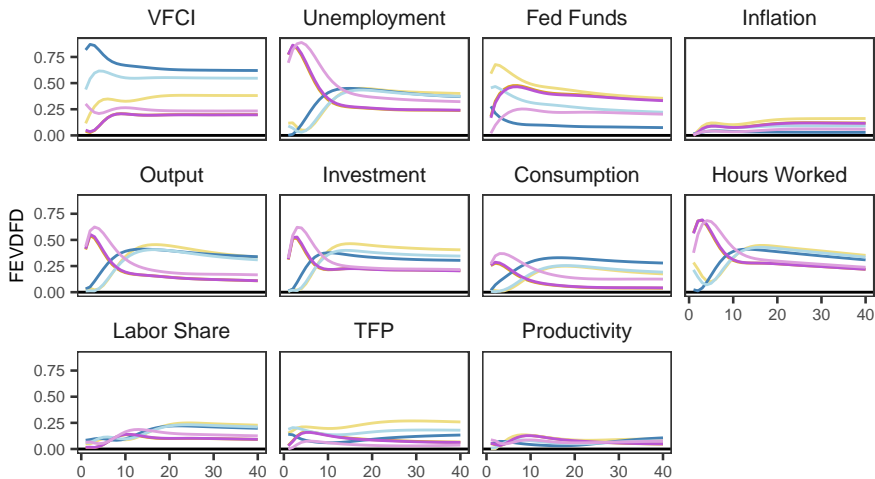 VFCI Unemployment Fed Funds Inflation
0.75
0.50
0.25
0.00
Output Investment Consumption Hours Worked
FEVDFD
0.75
0.50
0.25
0.00
0 10 20 30 40
Labor Share TFP Productivity
0.75
0.50
0.25
0.00
0 10 20 30 40 0 10 20 30 40 0 10 20 30 40